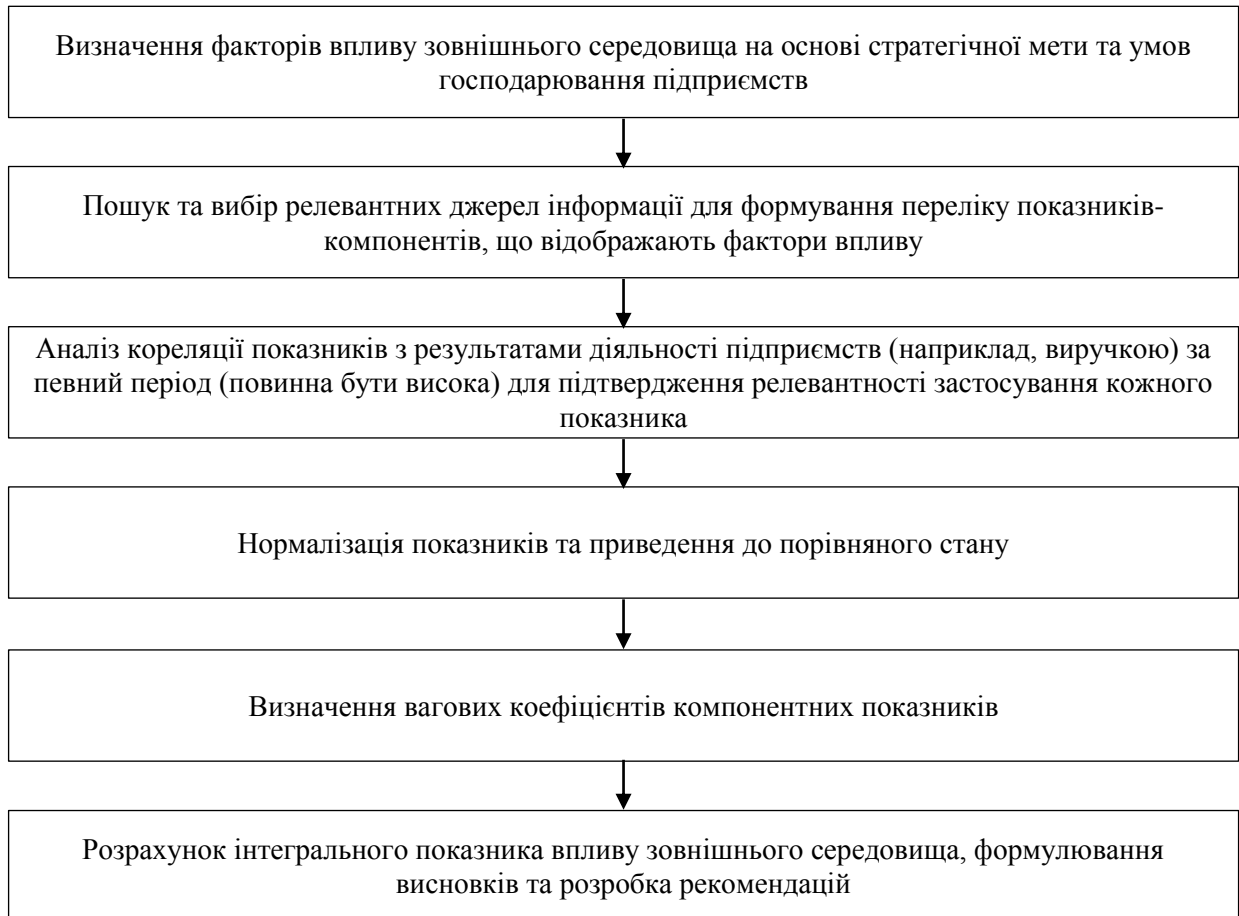 Визначення факторів впливу зовнішнього середовища на основі стратегічної мети та умов
господарювання підприємств
Пошук та вибір релевантних джерел інформації для формування переліку показників-
компонентів, що відображають фактори впливу
Аналіз кореляції показників з результатами діяльності підприємств (наприклад, виручкою) за
певний період (повинна бути висока) для підтвердження релевантності застосування кожного
показника
Нормалізація показників та приведення до порівняного стану
Визначення вагових коефіцієнтів компонентних показників
Розрахунок інтегрального показника впливу зовнішнього середовища, формулювання
висновків та розробка рекомендацій